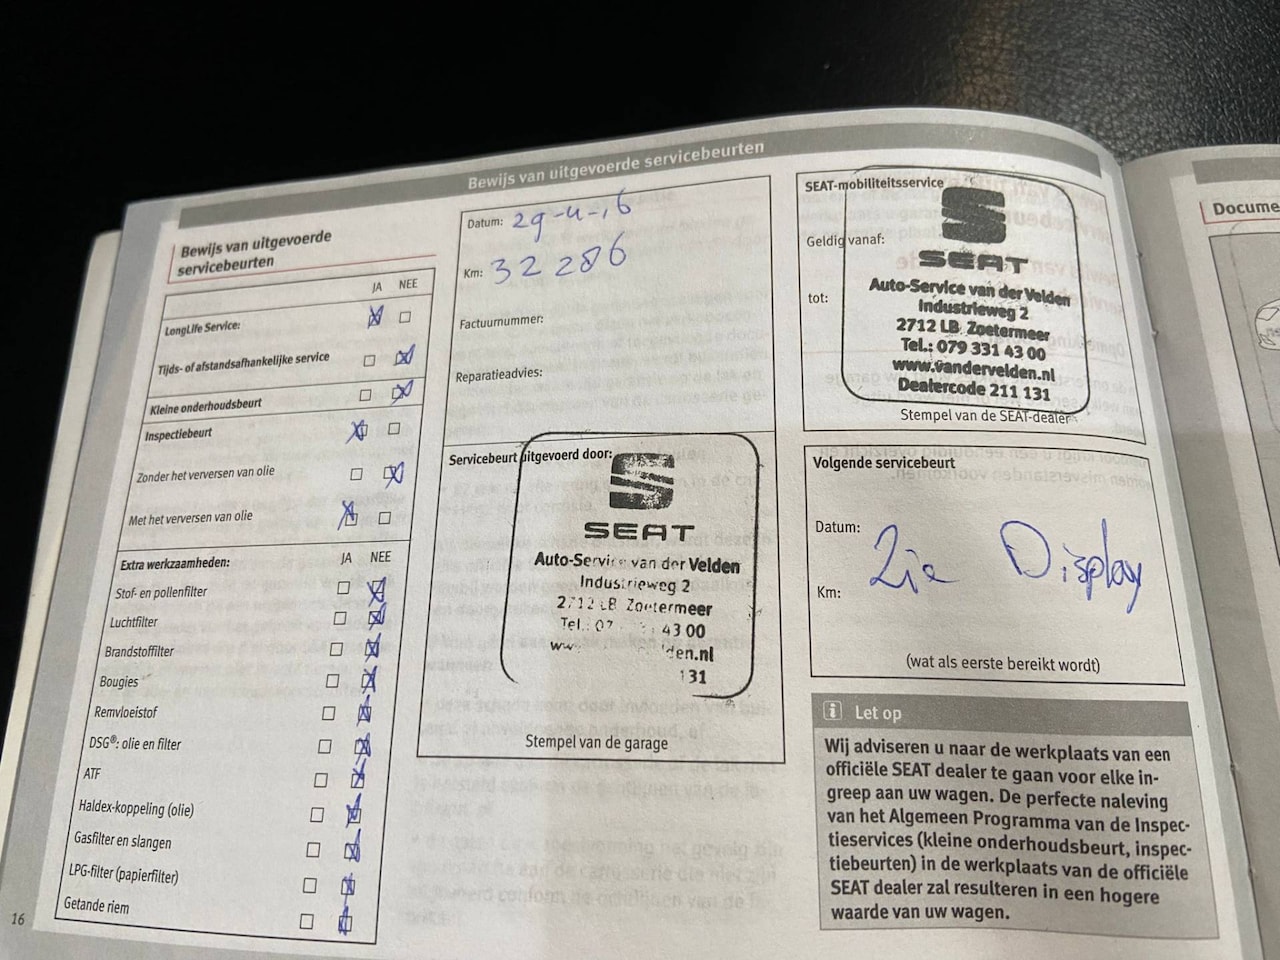 Bewijs van uitgevoerde servicebeurten
Bewijs van uitgevoerde
servicebeurten
JA NEE
LongLife Service:
Tijds- of afstandsafhankelijke service
Kleine onderhoudsbeurt
Inspectiebeurt
Zonder het verversen van olie
Met het verversen van olie
Extra werkzaamheden: JA NEE
Stof- en pollenfilter
Luchtfilter
Brandstoffilter
Bougies
Remvloeistof
DSG®: olie en filter
ATF
Haldex-koppeling (olie)
Gasfilter en slangen
LPG-filter (papierfilter)
Getande riem
16
Datum: 29-4-16
Km: 32 286
Factuurnummer:
Reparatieadvies:
Servicebeurt uitgevoerd door:
SEAT
Auto-Service van der Velden
Industrieweg 2
2712 LB Zoetermeer
Tel.: 07 43 00
ww den.nl
131
Stempel van de garage
SEAT-mobiliteitsservice
Geldig vanaf:
tot:
SEAT
Auto-Service van der Velden
Industrieweg 2
2712 LB Zoetermeer
Tel.: 079 331 43 00
www.vandervelden.nl
Dealercode 211 131
Stempel van de SEAT-dealer
Volgende servicebeurt
Datum:
Km:
Zie Display
(wat als eerste bereikt wordt)
i Let op
Wij adviseren u naar de werkplaats van een
officiële SEAT dealer te gaan voor elke in-
greep aan uw wagen. De perfecte naleving
van het Algemeen Programma van de Inspec-
tieservices (kleine onderhoudsbeurt, inspec-
tiebeurten) in de werkplaats van de officiële
SEAT dealer zal resulteren in een hogere
waarde van uw wagen.
Docume